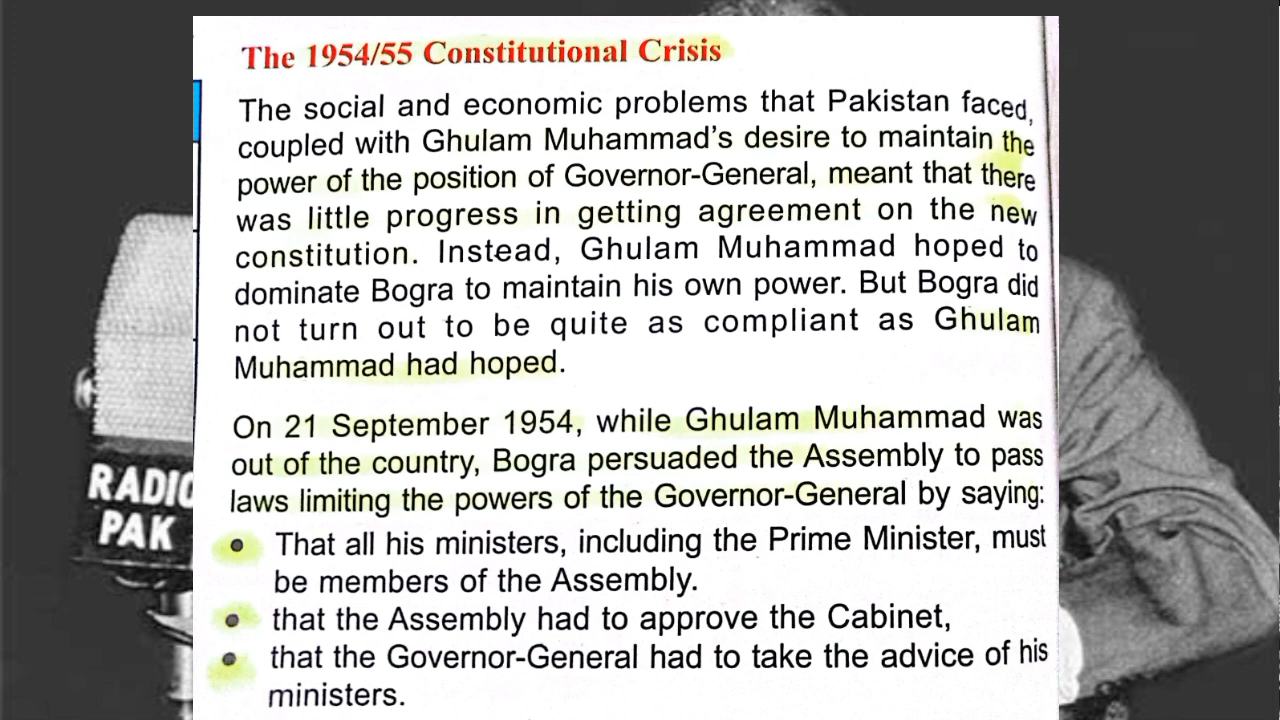 The 1954/55 Constitutional Crisis
The social and economic problems that Pakistan faced,
coupled with Ghulam Muhammad's desire to maintain the
power of the position of Governor-General, meant that there
was little progress in getting agreement on the new
constitution. Instead, Ghulam Muhammad hoped to
dominate Bogra to maintain his own power. But Bogra did
not turn out to be quite as compliant as Ghulam
Muhammad had hoped.
On 21 September 1954, while Ghulam Muhammad was
out of the country, Bogra persuaded the Assembly to pass
laws limiting the powers of the Governor-General by saying:
• That all his ministers, including the Prime Minister, must
be members of the Assembly.
• that the Assembly had to approve the Cabinet,
• that the Governor-General had to take the advice of his
ministers.
RADIO
PAK